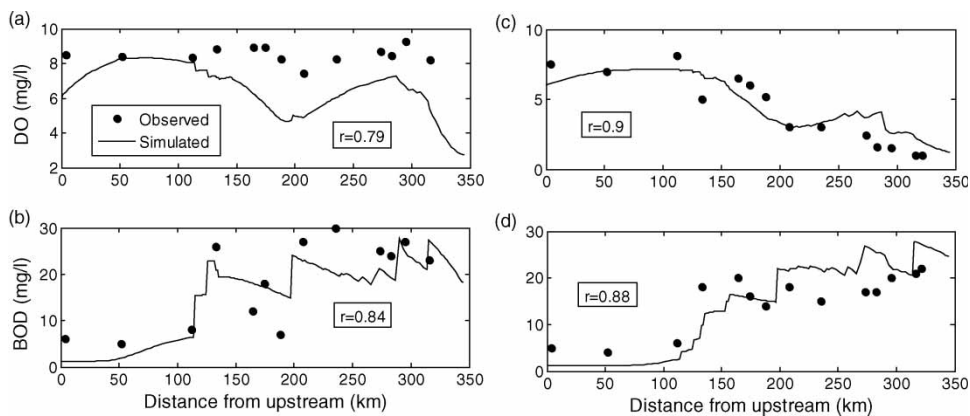 (a)
DO (mg/l)
10
8
6
4
2
Observed
Simulated
r=0.79
0 50 100 150 200 250 300 350
(b)
BOD (mg/l)
30
20
10
0
r=0.84
0 50 100 150 200 250 300 350
Distance from upstream (km)
(c)
10
5
0
r=0.9
0 50 100 150 200 250 300 350
(d)
30
20
10
0
r=0.88
0 50 100 150 200 250 300 350
Distance from upstream (km)